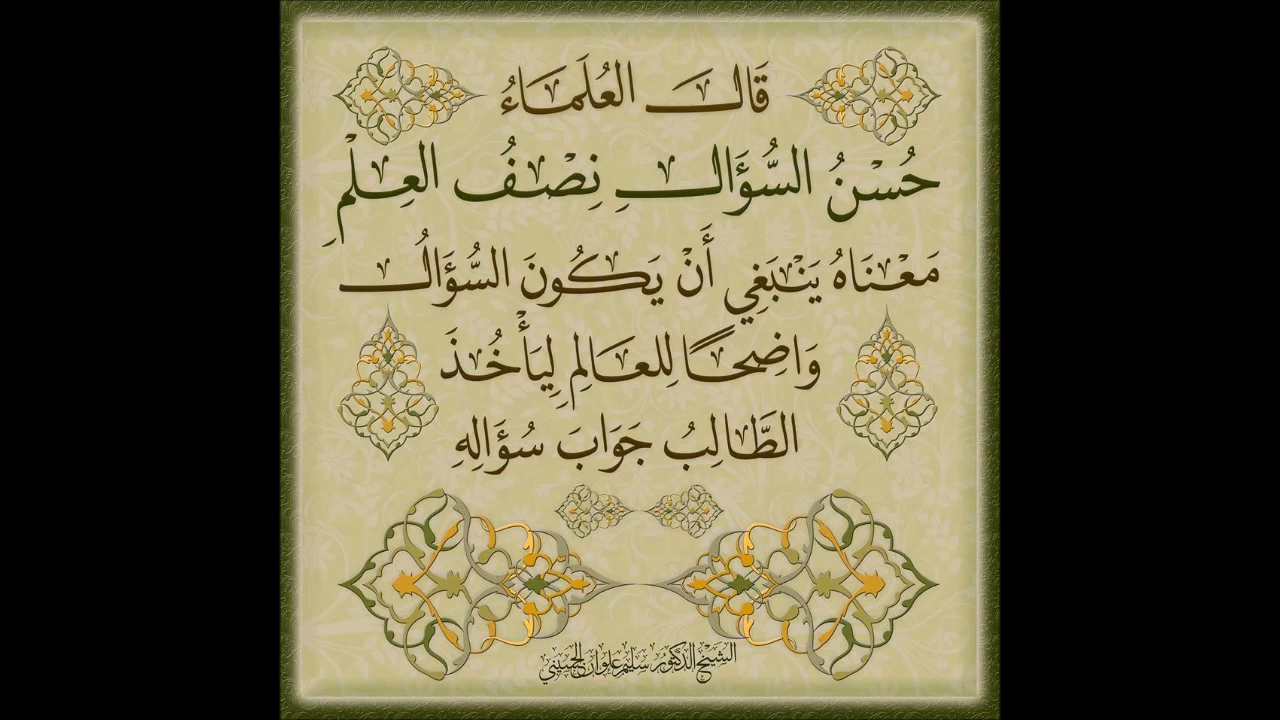 قَالَ العُلَمَاءُ
حُسْنُ السُّؤَالِ نِصْفُ العِلْمِ
مَعْنَاهُ يَنْبَغِي أَنْ يَكُونَ السُّؤَالُ
وَاضِحًا لِلعَالِمِ لِيَأْخُذَ
الطَّالِبُ جَوَابَ سُؤَالِهِ
الشيخ الدكتور سليم علوان الحسيني